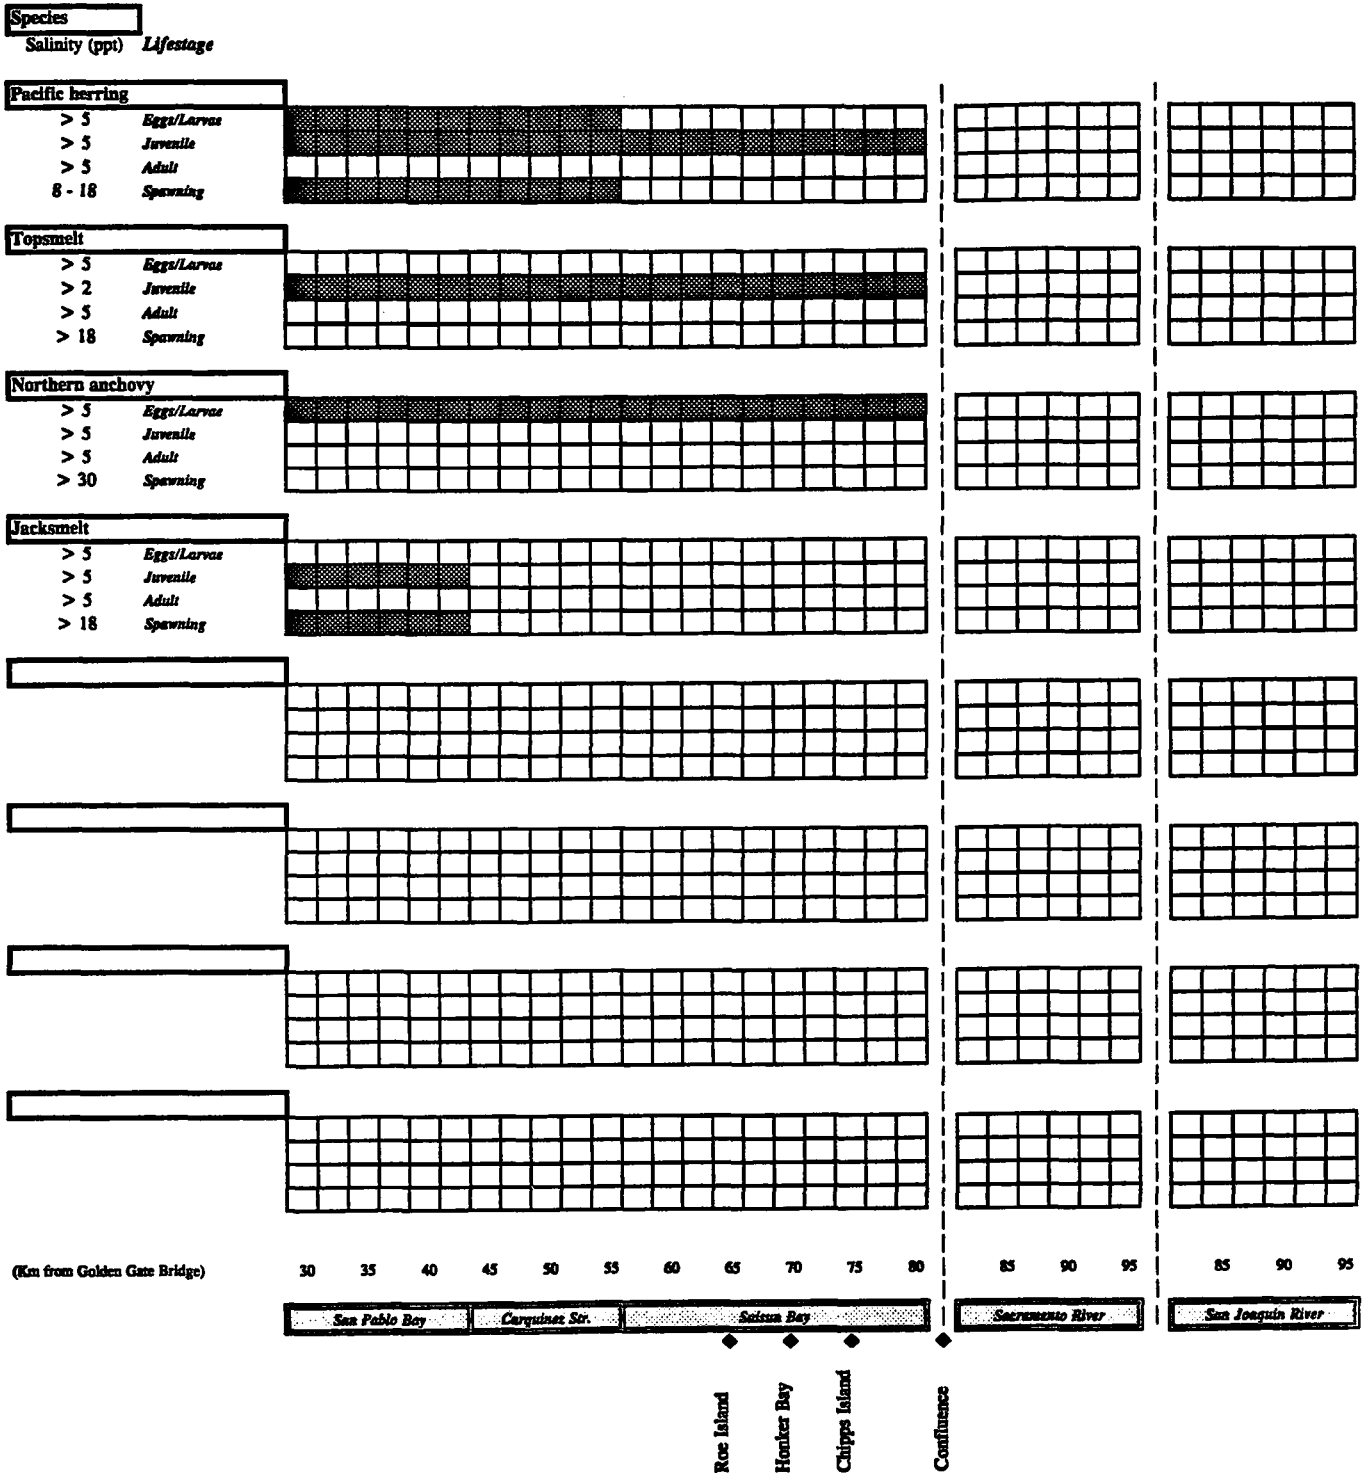 Species
Salinity (ppt) Lifestage
Pacific herring
> 5 Eggs/Larvae
> 5 Juvenile
> 5 Adult
8 - 18 Spawning
Topsmelt
> 5 Eggs/Larvae
> 2 Juvenile
> 5 Adult
> 18 Spawning
Northern anchovy
> 5 Eggs/Larvae
> 5 Juvenile
> 5 Adult
> 30 Spawning
Jacksmelt
> 5 Eggs/Larvae
> 5 Juvenile
> 5 Adult
> 18 Spawning
(Km from Golden Gate Bridge) 30 35 40 45 50 55 60 65 70 75 80 85 90 95 85 90 95
San Pablo Bay Carquinez Str. Suisun Bay Sacramento River San Joaquin River
Roe Island
Honker Bay
Chipps Island
Confluence